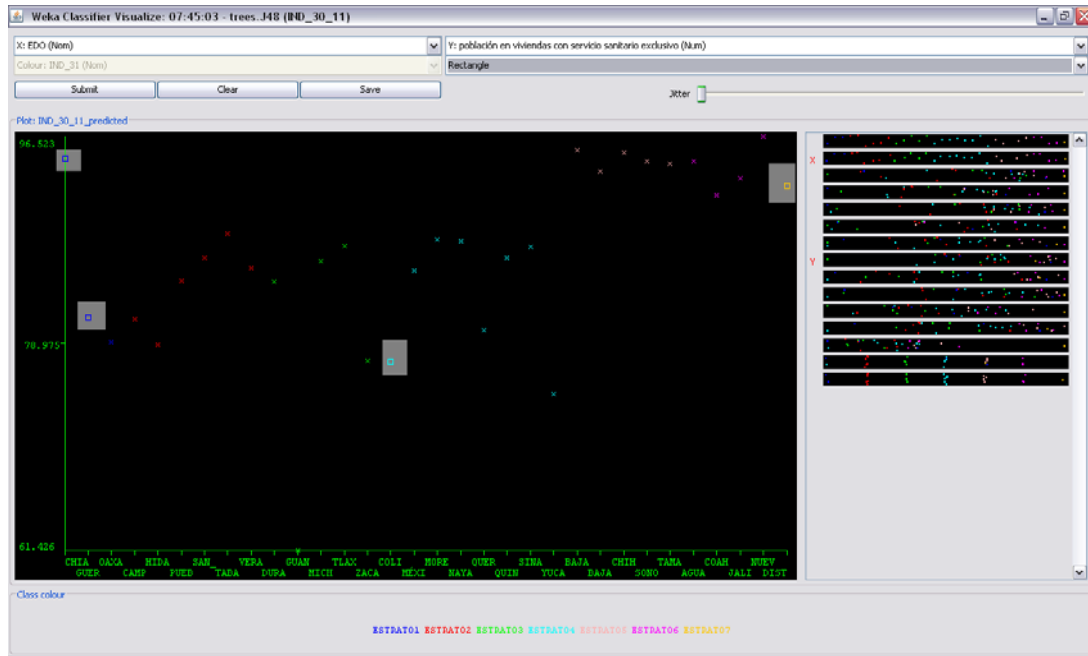 Weka Classifier Visualize: 07:45:03 - trees.J48 (IND_30_11)
X: EDO (Nom) Y: población en viviendas con servicio sanitario exclusivo (Num)
Colour: IND_31 (Nom) Rectangle
Submit Clear Save Jitter
Plot: IND_30_11_predicted
96.523
X
Y
78.975
61.426
CHIA OAXA HIDA SAN_ VERA GUAN TLAX COLI MORE QUER SINA BAJA CHIH TAMA COAH NUEV
GUER CAMP PUEB TABA DURA MICH ZACA MÉXI NAYA QUIN YUCA BAJA SONO AGUA JALI DIST
Class colour
ESTRATO1 ESTRATO2 ESTRATO3 ESTRATO4 ESTRATO5 ESTRATO6 ESTRATO7